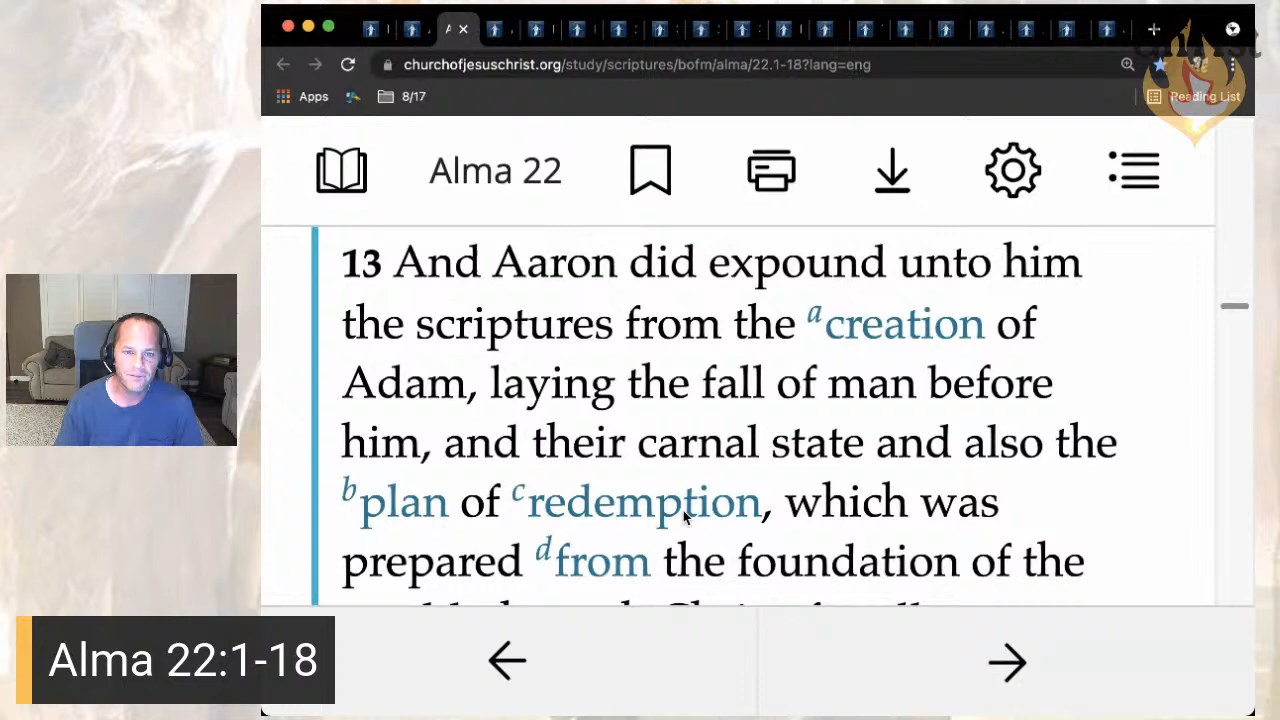 churchofjesuschrist.org/study/scriptures/bofm/alma/22.1-18?lang=eng
Apps
8/17
Reading List
Alma 22
13 And Aaron did expound unto him
the scriptures from the a creation of
Adam, laying the fall of man before
him, and their carnal state and also the
b plan of c redemption, which was
prepared d from the foundation of the
Alma 22:1-18